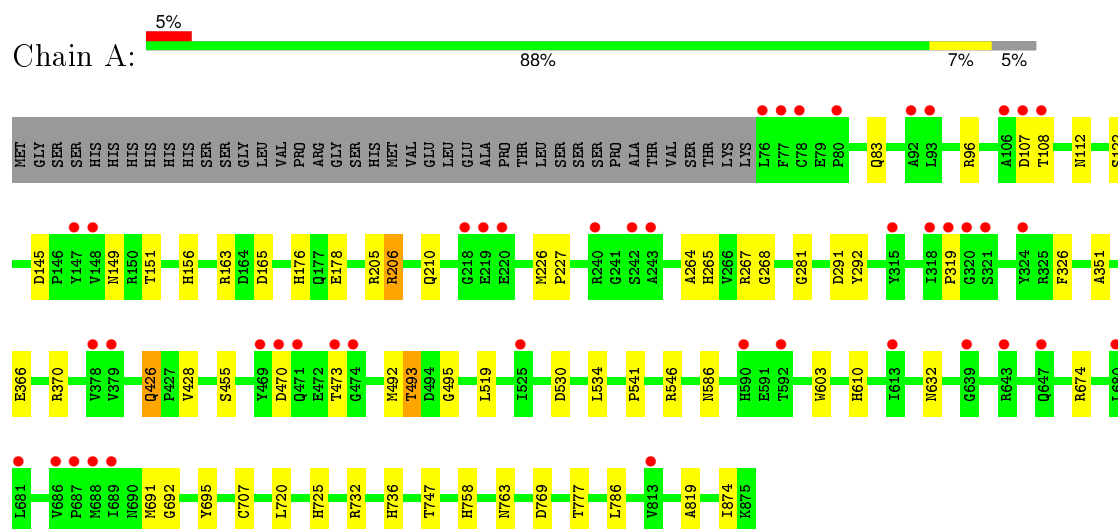 5%
Chain A:
88% 7% 5%
MET GLY SER SER HIS HIS HIS HIS HIS HIS SER SER GLY LEU VAL PRO ARG GLY SER HIS MET VAL GLU LEU GLU ALA PRO THR LEU SER SER SER PRO ALA THR VAL SER THR LYS LYS L76 F77 C78 E79 P80 Q83 A92 L93 R96 A106 D107 T108 N112 S122
D145 P146 Y147 V148 N149 R150 T151 H156 R163 D164 D165 H176 Q177 E178 R205 R206 Q210 G218 E219 E220 M226 P227 R240 G241 S242 A243 A264 H265 V266 R267 G268 G281 D291 Y292 Y315 I318 P319 G320 S321 Y324 R325 F326 A351
E366 R370 V378 V379 Q426 P427 V428 S455 Y469 D470 Q471 E472 T473 G474 M492 T493 D494 G495 L519 I525 D530 L534 P541 R546 N586 H590 E591 T592 W603 H610 I613 N632 G639 R643 Q647 R674 L680
L681 V686 P687 M688 I689 N690 M691 G692 Y695 C707 L720 H725 R732 H736 T747 H758 N763 D769 T777 L786 V813 A819 I874 K875